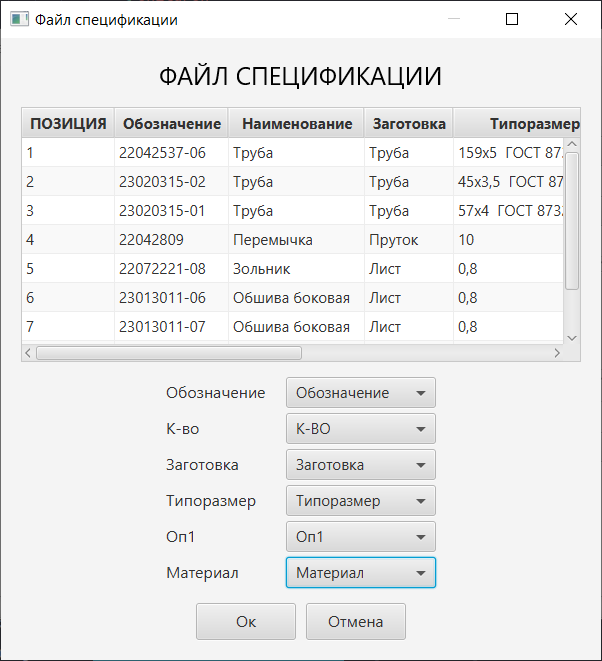 Файл спецификации
ФАЙЛ СПЕЦИФИКАЦИИ
ПОЗИЦИЯ Обозначение Наименование Заготовка Типоразмер
1 22042537-06 Труба Труба 159x5 ГОСТ 87
2 23020315-02 Труба Труба 45x3,5 ГОСТ 87
3 23020315-01 Труба Труба 57x4 ГОСТ 873
4 22042809 Перемычка Пруток 10
5 22072221-08 Зольник Лист 0,8
6 23013011-06 Обшива боковая Лист 0,8
7 23013011-07 Обшива боковая Лист 0,8
Обозначение Обозначение
К-во К-ВО
Заготовка Заготовка
Типоразмер Типоразмер
Оп1 Оп1
Материал Материал
Ок Отмена